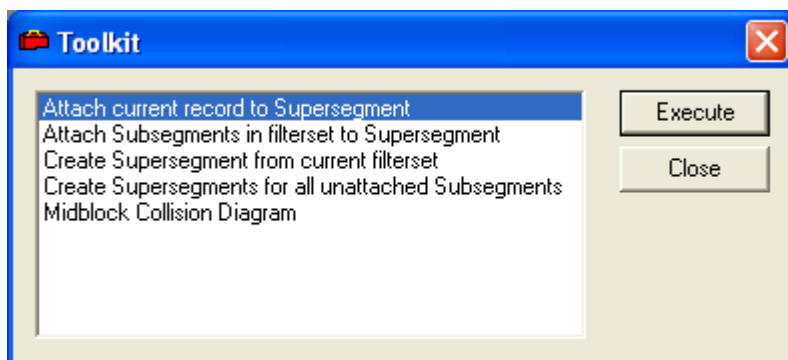 Toolkit
Attach current record to Supersegment
Attach Subsegments in filterset to Supersegment
Create Supersegment from current filterset
Create Supersegments for all unattached Subsegments
Midblock Collision Diagram
Execute
Close